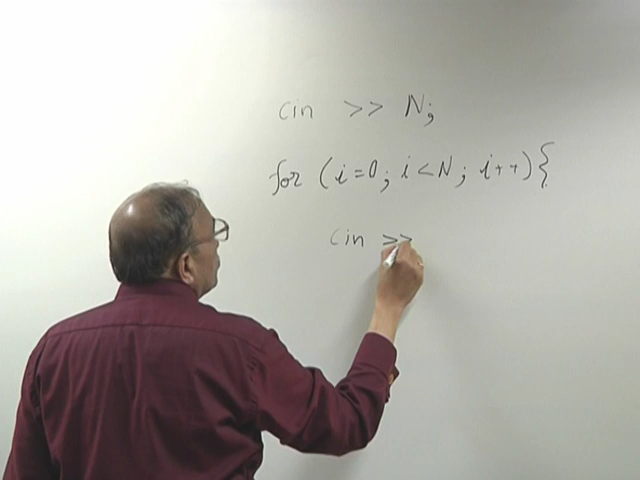 cin >> N;
for (i=0; i<N; i++){
cin >>